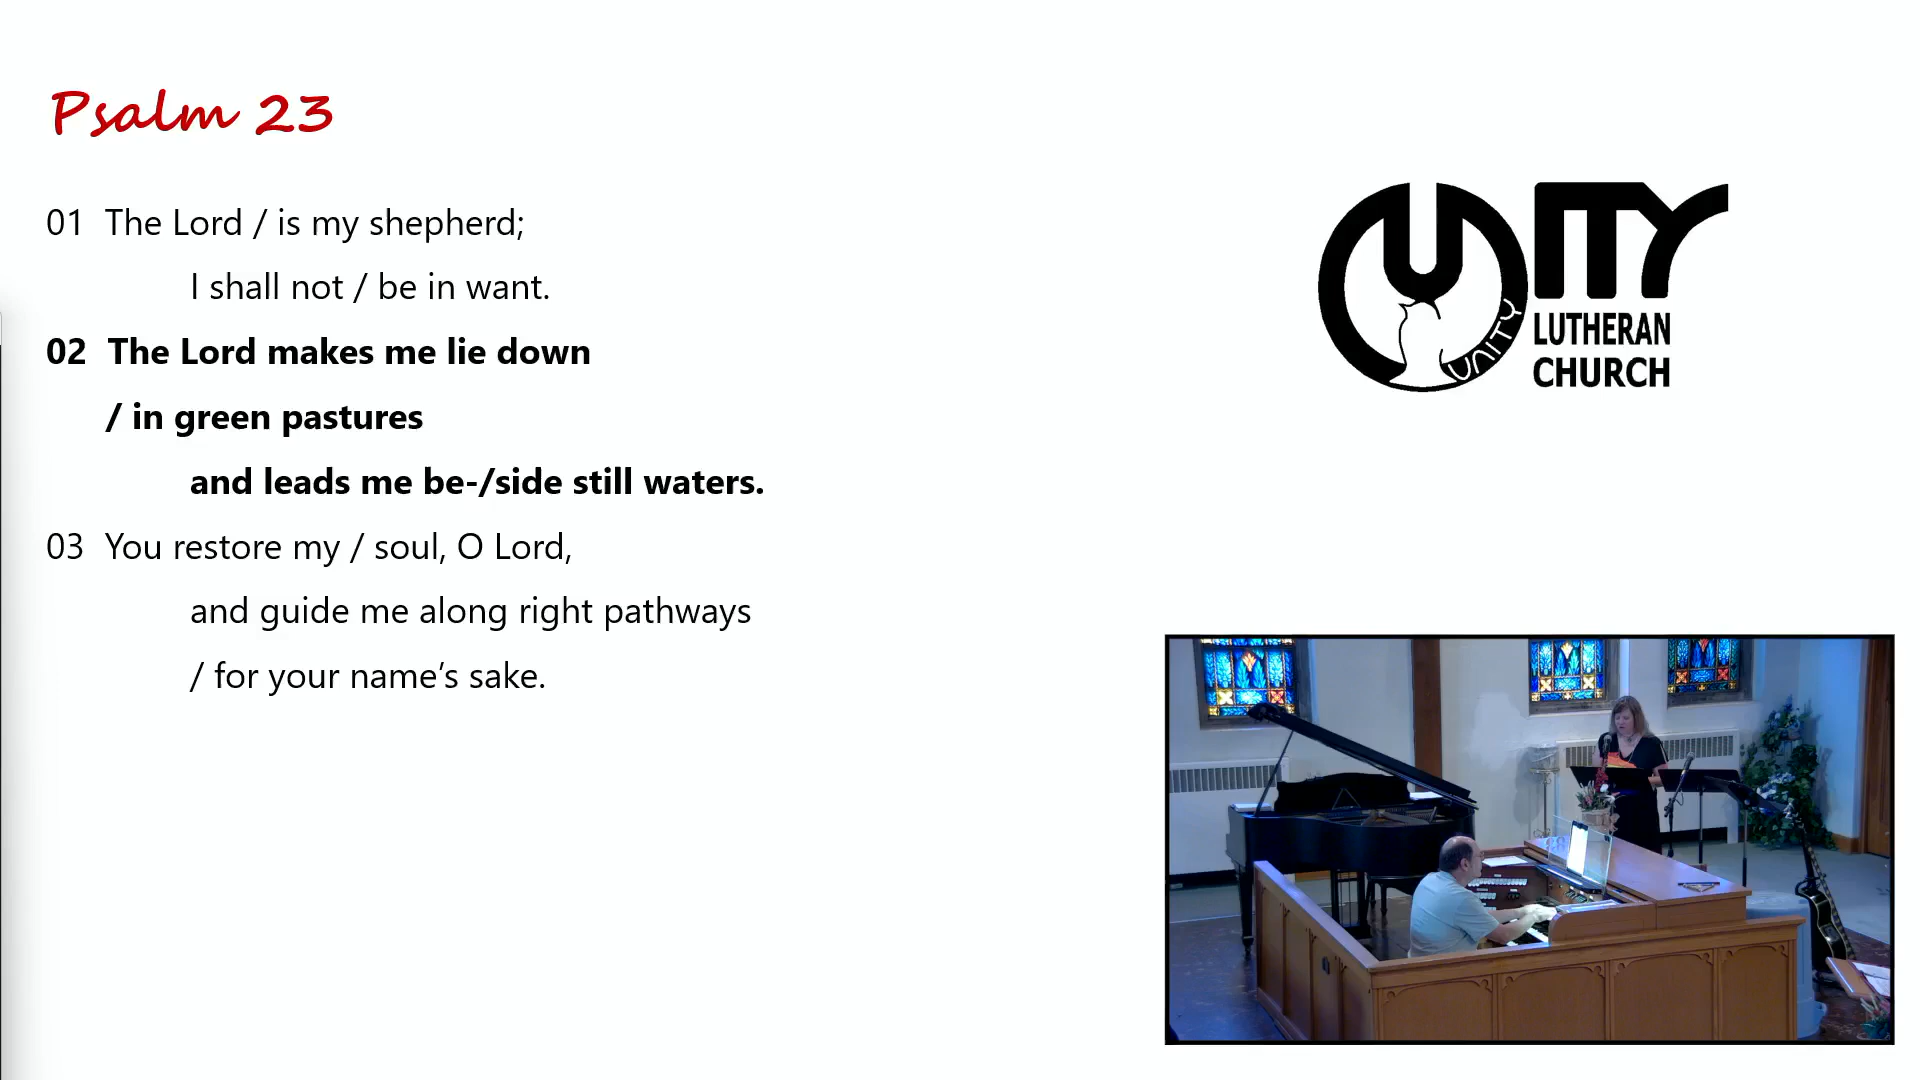 Psalm 23
01 The Lord / is my shepherd;
I shall not / be in want.
02 The Lord makes me lie down
/ in green pastures
and leads me be-/side still waters.
03 You restore my / soul, O Lord,
and guide me along right pathways
/ for your name’s sake.
UNITY
UNITY
LUTHERAN
CHURCH